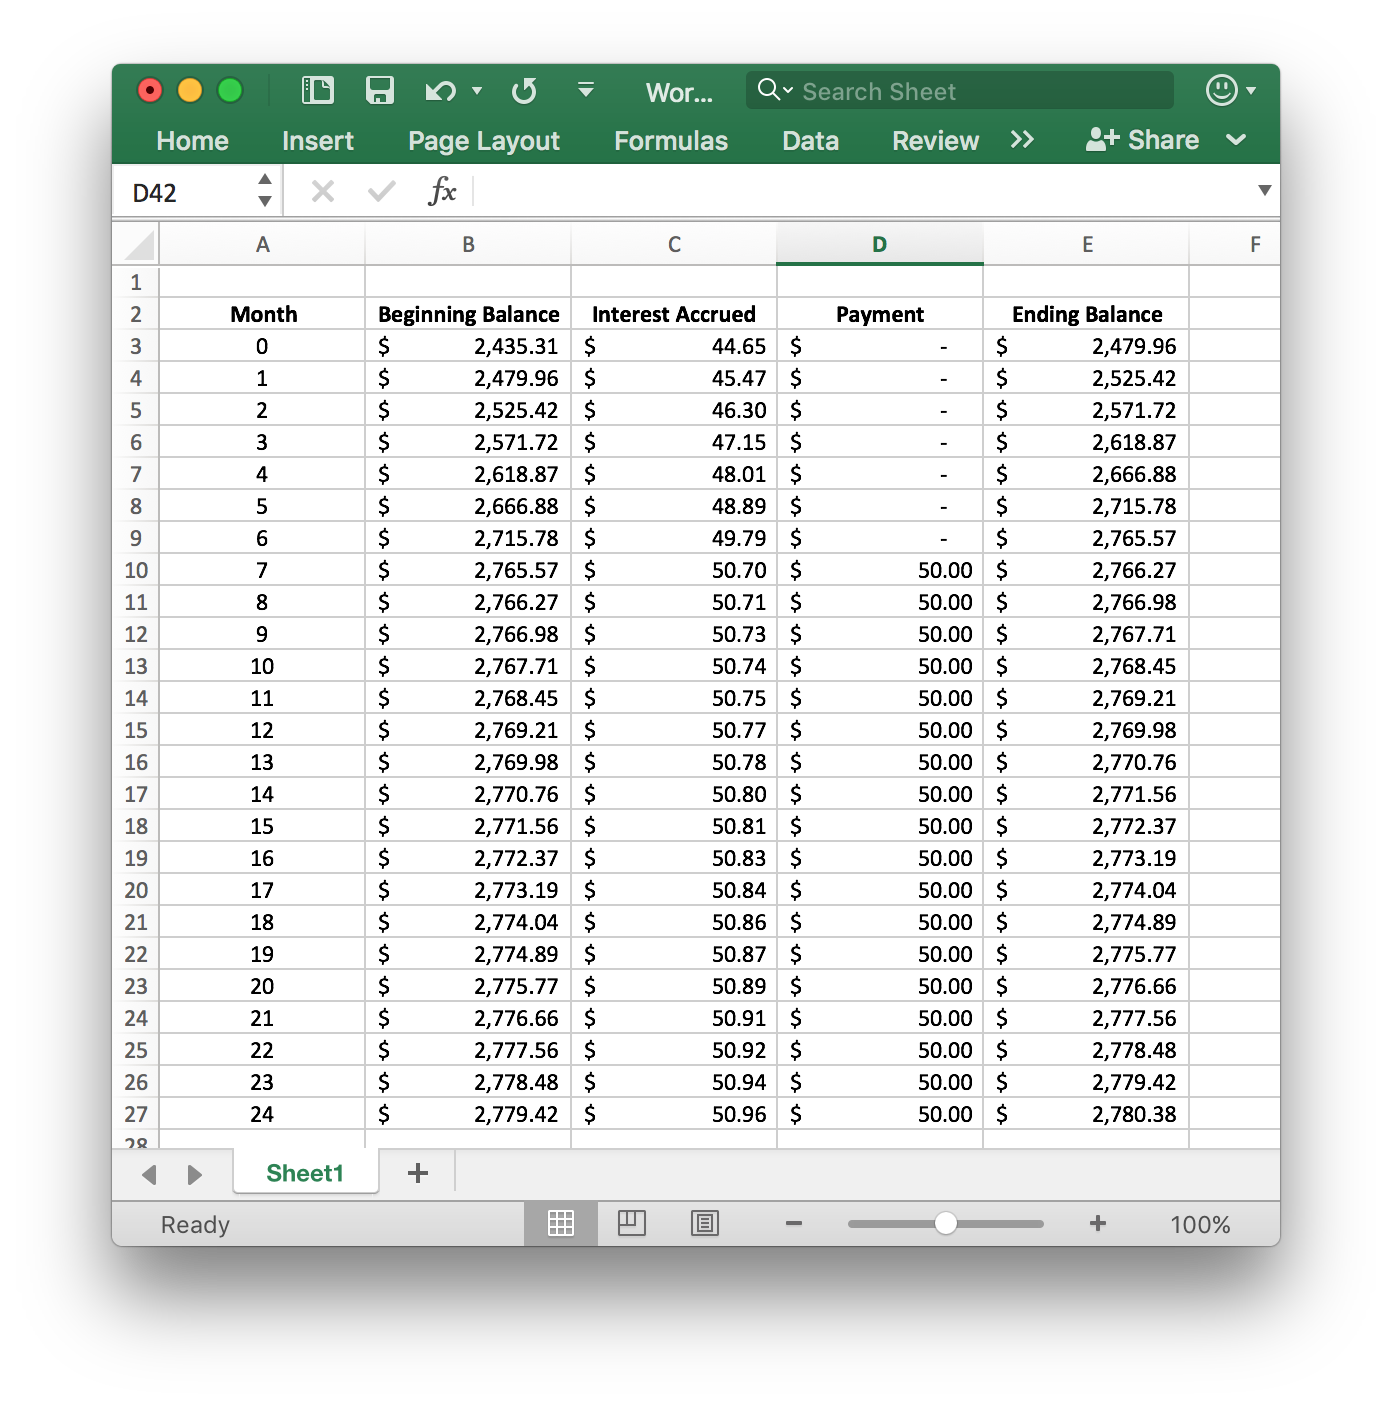 Wor... Search Sheet
Home Insert Page Layout Formulas Data Review >> Share
D42 fx
A B C D E F
1
2 Month Beginning Balance Interest Accrued Payment Ending Balance
3 0 $ 2,435.31 $ 44.65 $ - $ 2,479.96
4 1 $ 2,479.96 $ 45.47 $ - $ 2,525.42
5 2 $ 2,525.42 $ 46.30 $ - $ 2,571.72
6 3 $ 2,571.72 $ 47.15 $ - $ 2,618.87
7 4 $ 2,618.87 $ 48.01 $ - $ 2,666.88
8 5 $ 2,666.88 $ 48.89 $ - $ 2,715.78
9 6 $ 2,715.78 $ 49.79 $ - $ 2,765.57
10 7 $ 2,765.57 $ 50.70 $ 50.00 $ 2,766.27
11 8 $ 2,766.27 $ 50.71 $ 50.00 $ 2,766.98
12 9 $ 2,766.98 $ 50.73 $ 50.00 $ 2,767.71
13 10 $ 2,767.71 $ 50.74 $ 50.00 $ 2,768.45
14 11 $ 2,768.45 $ 50.75 $ 50.00 $ 2,769.21
15 12 $ 2,769.21 $ 50.77 $ 50.00 $ 2,769.98
16 13 $ 2,769.98 $ 50.78 $ 50.00 $ 2,770.76
17 14 $ 2,770.76 $ 50.80 $ 50.00 $ 2,771.56
18 15 $ 2,771.56 $ 50.81 $ 50.00 $ 2,772.37
19 16 $ 2,772.37 $ 50.83 $ 50.00 $ 2,773.19
20 17 $ 2,773.19 $ 50.84 $ 50.00 $ 2,774.04
21 18 $ 2,774.04 $ 50.86 $ 50.00 $ 2,774.89
22 19 $ 2,774.89 $ 50.87 $ 50.00 $ 2,775.77
23 20 $ 2,775.77 $ 50.89 $ 50.00 $ 2,776.66
24 21 $ 2,776.66 $ 50.91 $ 50.00 $ 2,777.56
25 22 $ 2,777.56 $ 50.92 $ 50.00 $ 2,778.48
26 23 $ 2,778.48 $ 50.94 $ 50.00 $ 2,779.42
27 24 $ 2,779.42 $ 50.96 $ 50.00 $ 2,780.38
28
Sheet1 +
Ready 100%